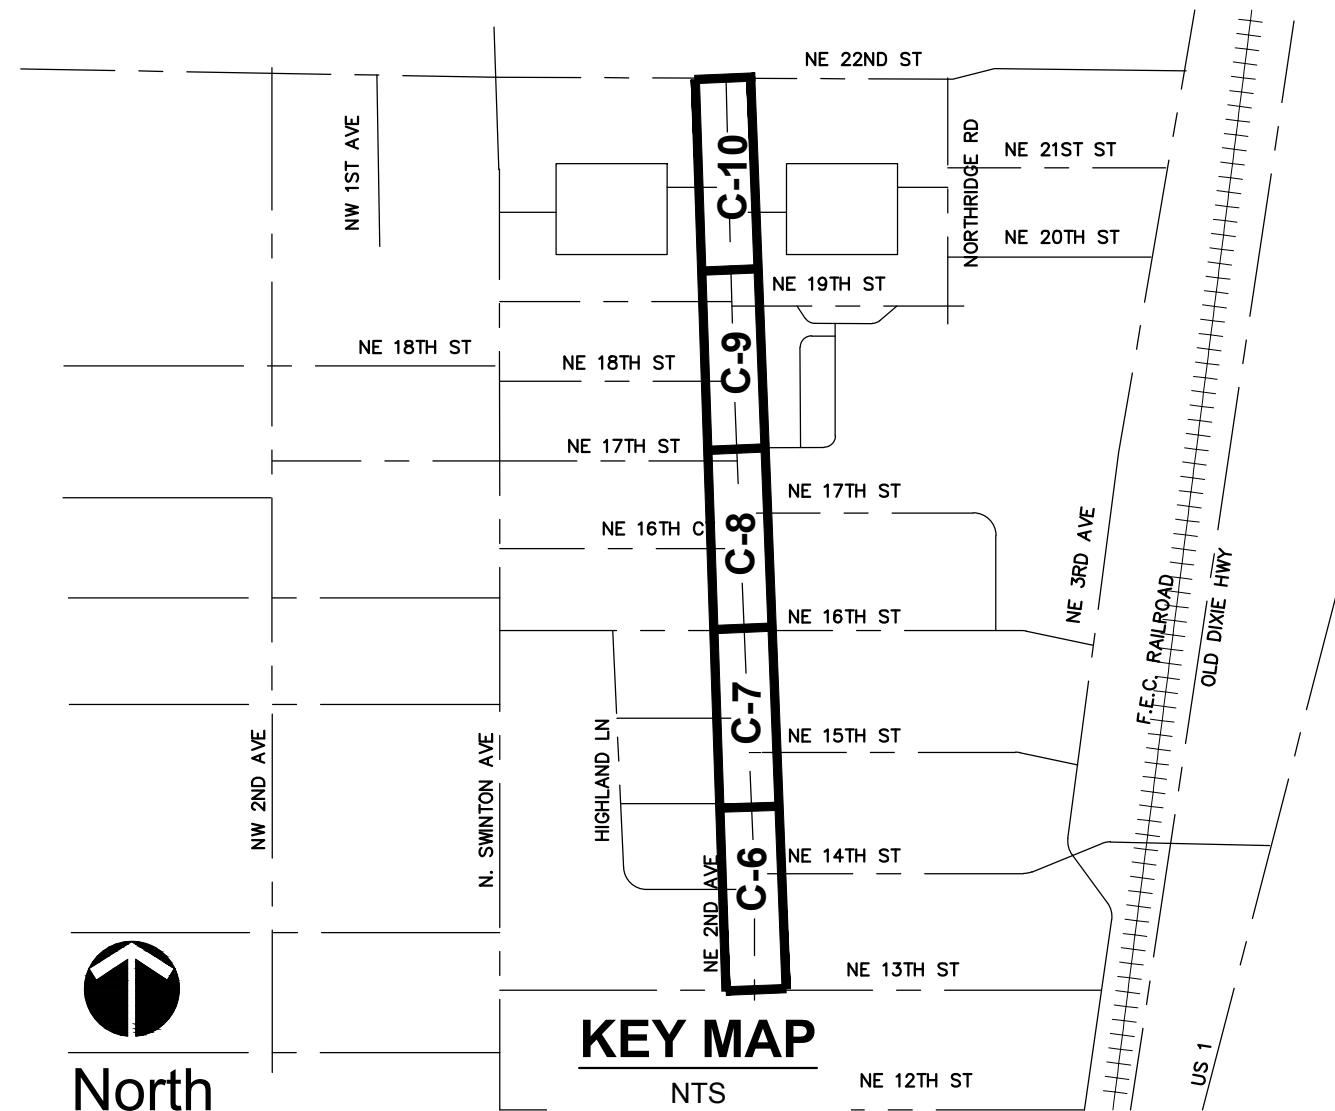 NE 22ND ST
NW 1ST AVE
C-10
NORTHRIDGE RD
NE 21ST ST
NE 20TH ST
NE 19TH ST
NE 18TH ST
NE 18TH ST
C-9
NE 17TH ST
NE 17TH ST
NE 16TH C
C-8
NE 3RD AVE
F.E.C. RAILROAD
OLD DIXIE HWY
NE 16TH ST
NW 2ND AVE
N. SWINTON AVE
HIGHLAND LN
C-7
NE 15TH ST
NE 2ND AVE
C-6
NE 14TH ST
NE 13TH ST
KEY MAP
NTS
North
NE 12TH ST
US 1